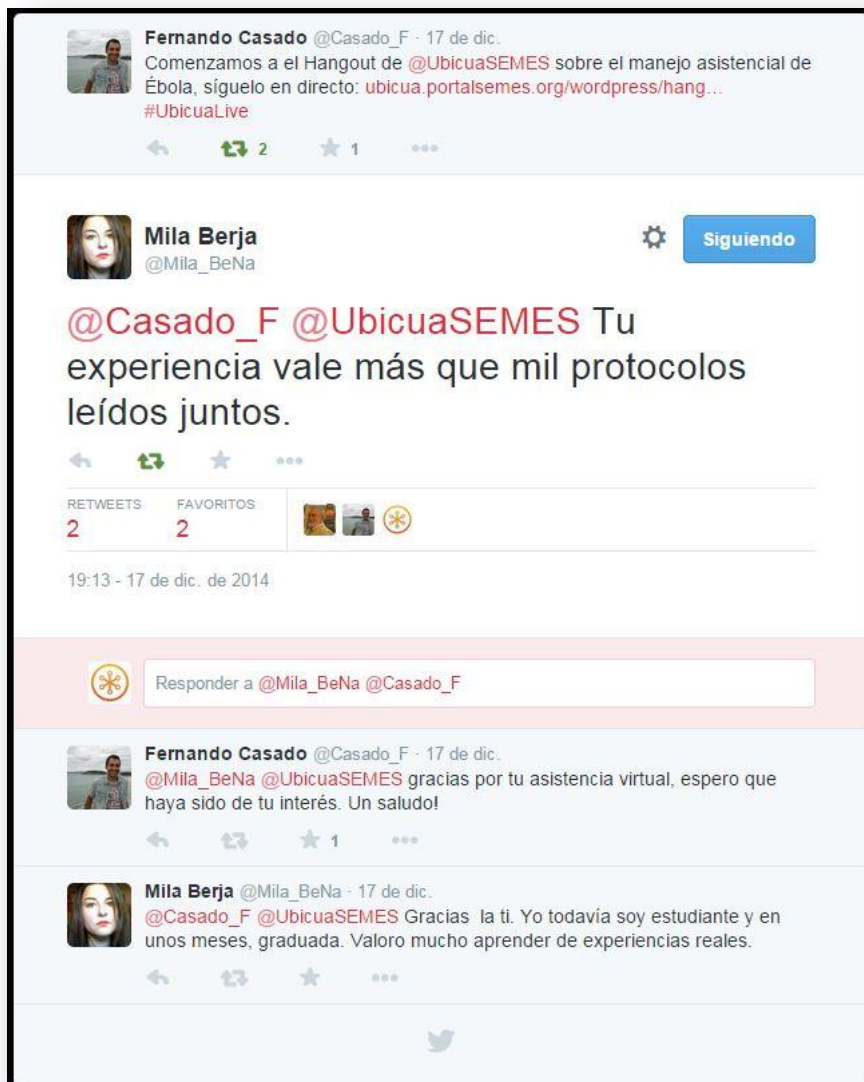 Fernando Casado @Casado_F · 17 de dic.
Comenzamos a el Hangout de @UbicuaSEMES sobre el manejo asistencial de
Ébola, síguelo en directo: ubicua.portalsemes.org/wordpress/hang…
#UbicuaLive
2 1
Mila Berja
@Mila_BeNa
Siguiendo
@Casado_F @UbicuaSEMES Tu
experiencia vale más que mil protocolos
leídos juntos.
RETWEETS FAVORITOS
2 2
19:13 - 17 de dic. de 2014
Responder a @Mila_BeNa @Casado_F
Fernando Casado @Casado_F · 17 de dic.
@Mila_BeNa @UbicuaSEMES gracias por tu asistencia virtual, espero que
haya sido de tu interés. Un saludo!
1
Mila Berja @Mila_BeNa · 17 de dic.
@Casado_F @UbicuaSEMES Gracias la ti. Yo todavía soy estudiante y en
unos meses, graduada. Valoro mucho aprender de experiencias reales.